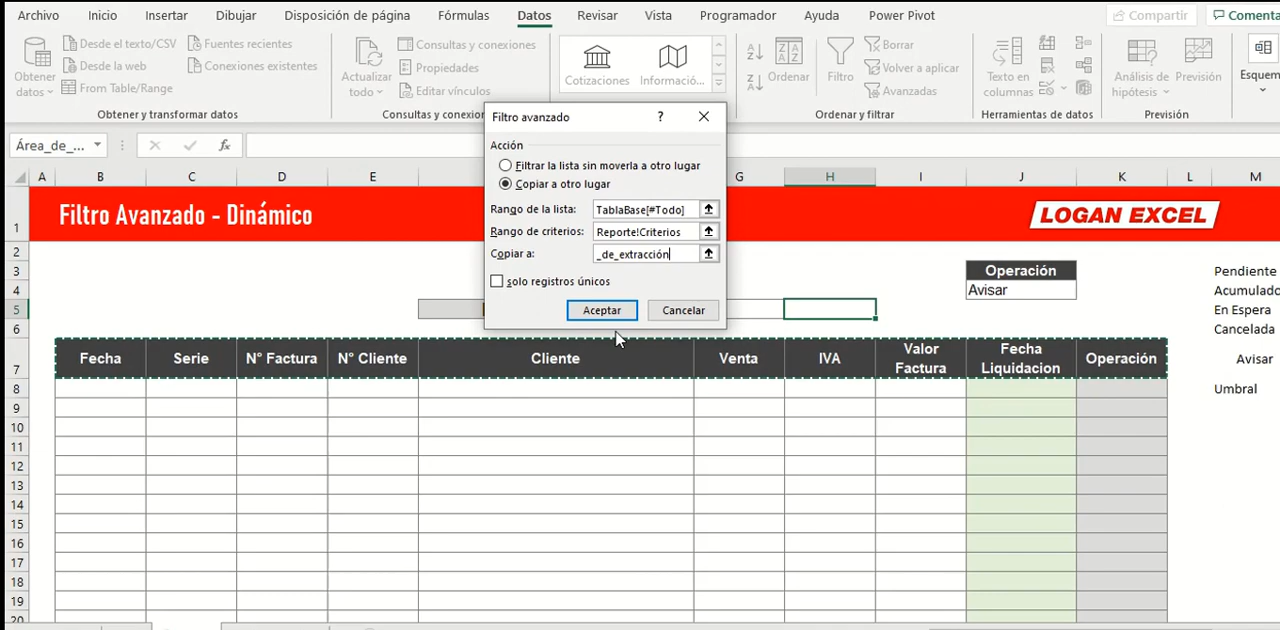 Archivo Inicio Insertar Dibujar Disposición de página Fórmulas Datos Revisar Vista Programador Ayuda Power Pivot Compartir Comenta
Obtener datos
Desde el texto/CSV
Desde la web
From Table/Range
Fuentes recientes
Conexiones existentes
Obtener y transformar datos
Actualizar todo
Consultas y conexiones
Propiedades
Editar vínculos
Consultas y conexion
Cotizaciones
Informació...
Ordenar
Filtro
Borrar
Volver a aplicar
Avanzadas
Ordenar y filtrar
Texto en columnas
Herramientas de datos
Análisis de hipótesis
Previsión
Previsión
Esquem
Área_de_...
fx
A B C D E G H I J K L M
1 Filtro Avanzado - Dinámico LOGAN EXCEL
2
3 Operación Pendiente
4 Avisar Acumulado
5 En Espera
6 Cancelada
7 Fecha Serie N° Factura N° Cliente Cliente Venta IVA Valor Factura Fecha Liquidacion Operación Avisar
8 Umbral
9
10
11
12
13
14
15
16
17
18
19
20
Filtro avanzado ?
Acción
Filtrar la lista sin moverla a otro lugar
Copiar a otro lugar
Rango de la lista: TablaBase[#Todo]
Rango de criterios: Reporte!Criterios
Copiar a: _de_extracción
Solo registros únicos
Aceptar Cancelar